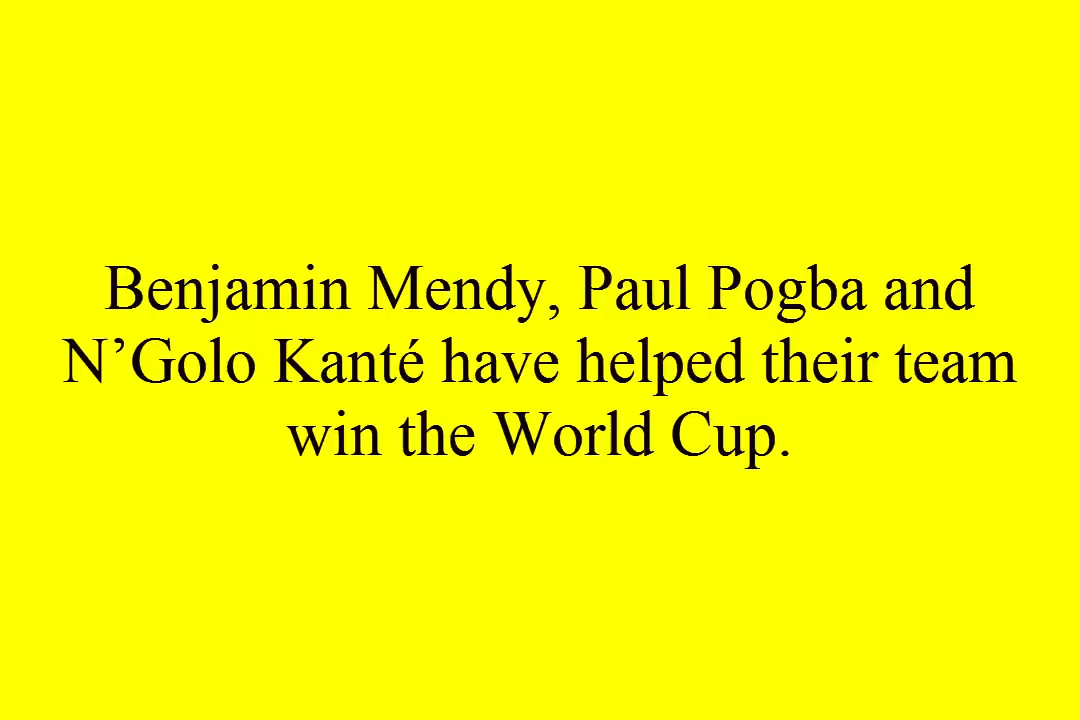 Benjamin Mendy, Paul Pogba and
N’Golo Kanté have helped their team
win the World Cup.